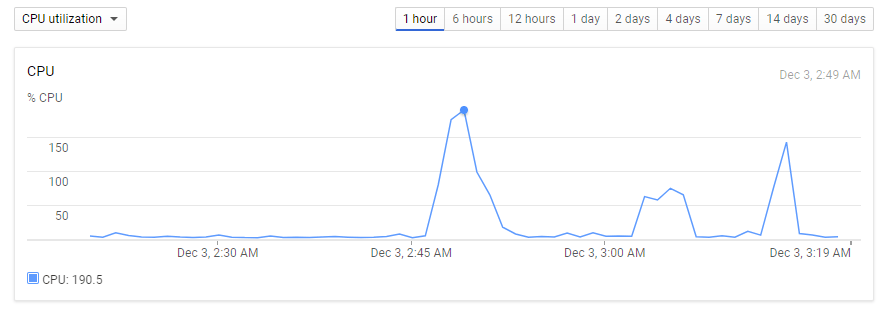 CPU utilization 1 hour 6 hours 12 hours 1 day 2 days 4 days 7 days 14 days 30 days
CPU Dec 3, 2:49 AM
% CPU
150
100
50
Dec 3, 2:30 AM Dec 3, 2:45 AM Dec 3, 3:00 AM Dec 3, 3:19 AM
CPU: 190.5